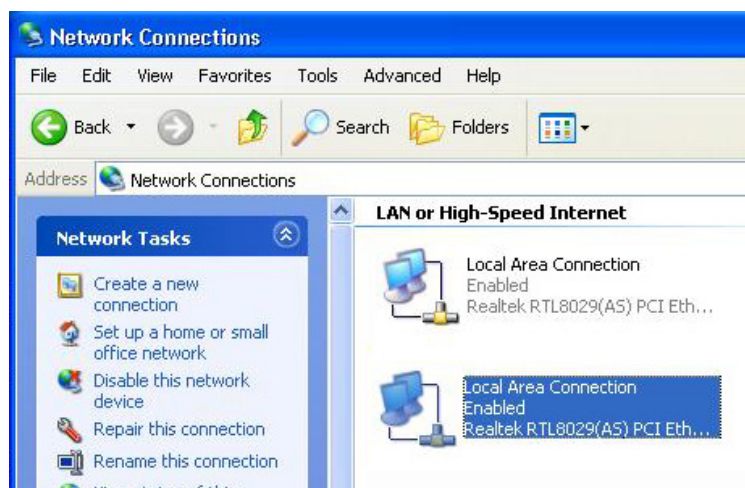 Network Connections
File Edit View Favorites Tools Advanced Help
Back Search Folders
Address Network Connections
Network Tasks
Create a new
connection
Set up a home or small
office network
Disable this network
device
Repair this connection
Rename this connection
LAN or High-Speed Internet
Local Area Connection
Enabled
Realtek RTL8029(AS) PCI Eth...
Local Area Connection
Enabled
Realtek RTL8029(AS) PCI Eth...